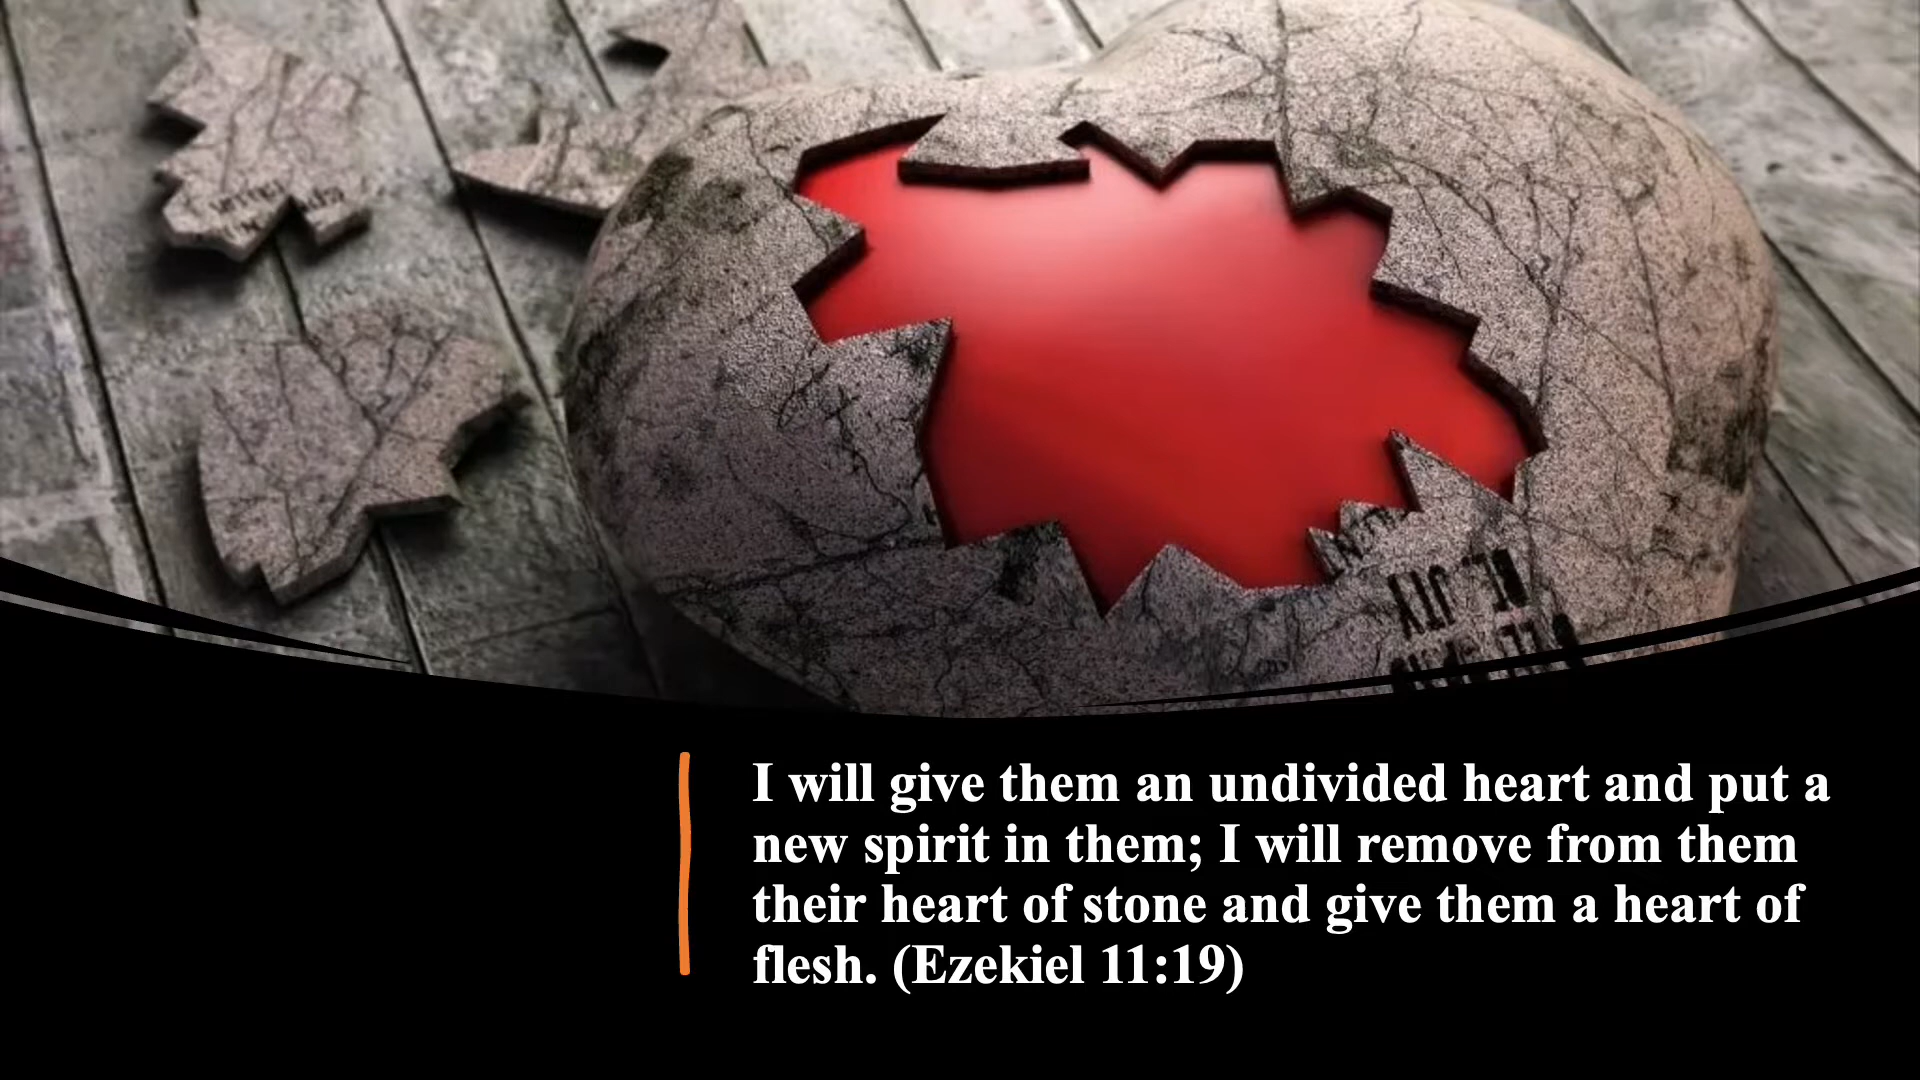 I will give them an undivided heart and put a
new spirit in them; I will remove from them
their heart of stone and give them a heart of
flesh. (Ezekiel 11:19)